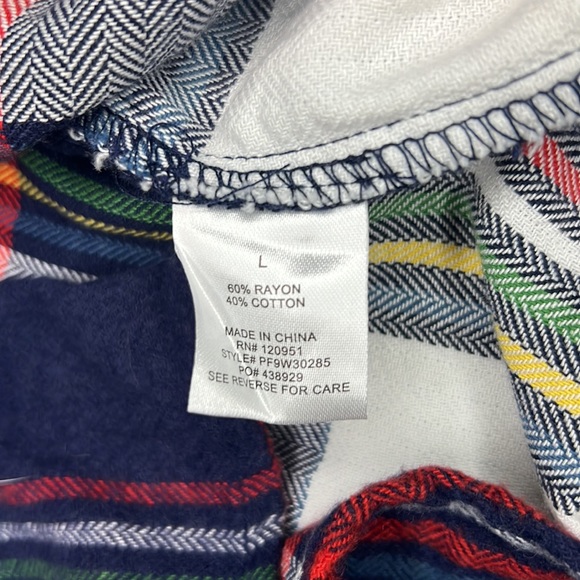 L
60% RAYON
40% COTTON
MADE IN CHINA
RN# 120951
STYLE# PF9W30285
PO# 438929
SEE REVERSE FOR CARE